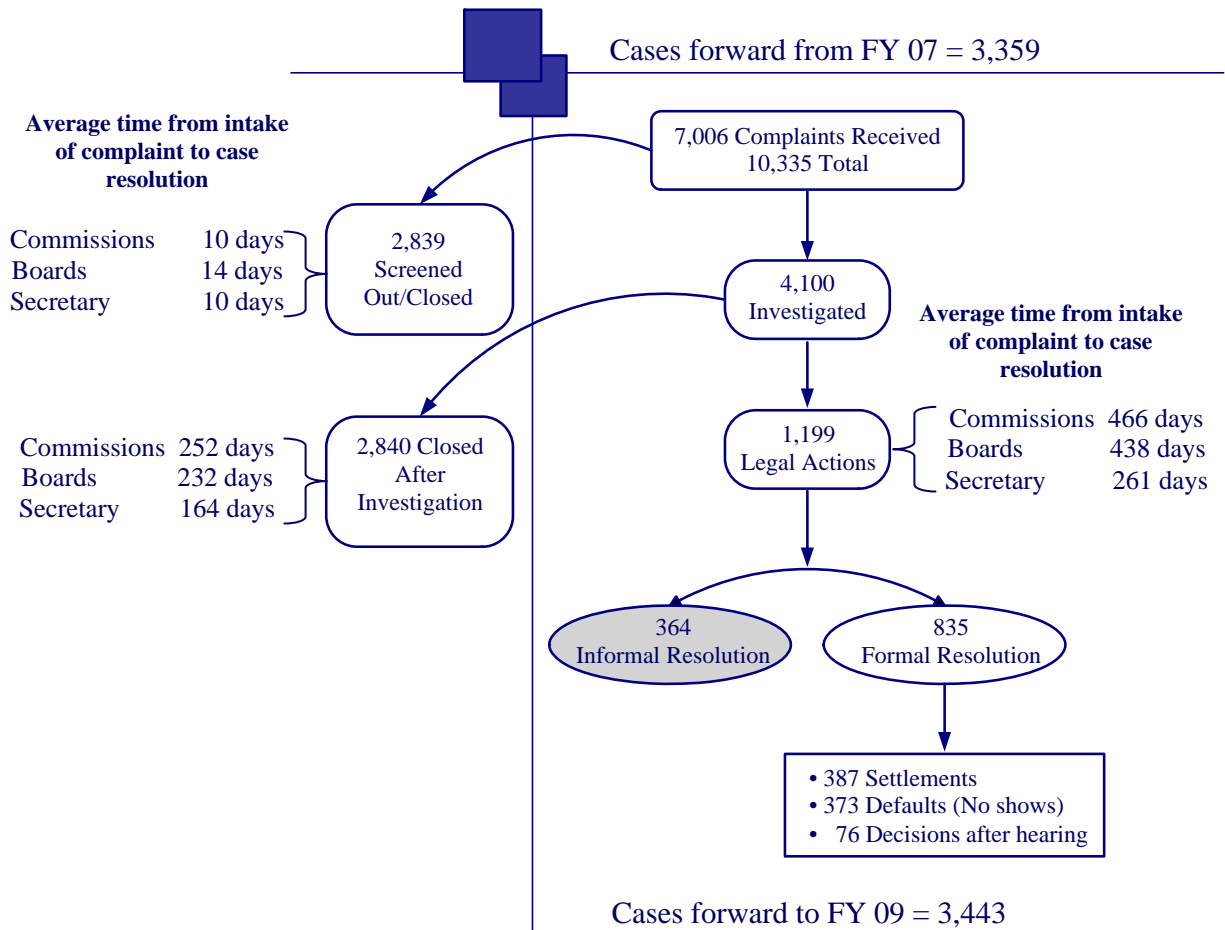 Cases forward from FY 07 = 3,359
Average time from intake
of complaint to case
resolution
7,006 Complaints Received
10,335 Total
Commissions 10 days
Boards 14 days
Secretary 10 days
2,839
Screened
Out/Closed
4,100
Investigated
Average time from intake
of complaint to case
resolution
Commissions 252 days
Boards 232 days
Secretary 164 days
2,840 Closed
After
Investigation
1,199
Legal Actions
Commissions 466 days
Boards 438 days
Secretary 261 days
364
Informal Resolution
835
Formal Resolution
• 387 Settlements
• 373 Defaults (No shows)
• 76 Decisions after hearing
Cases forward to FY 09 = 3,443